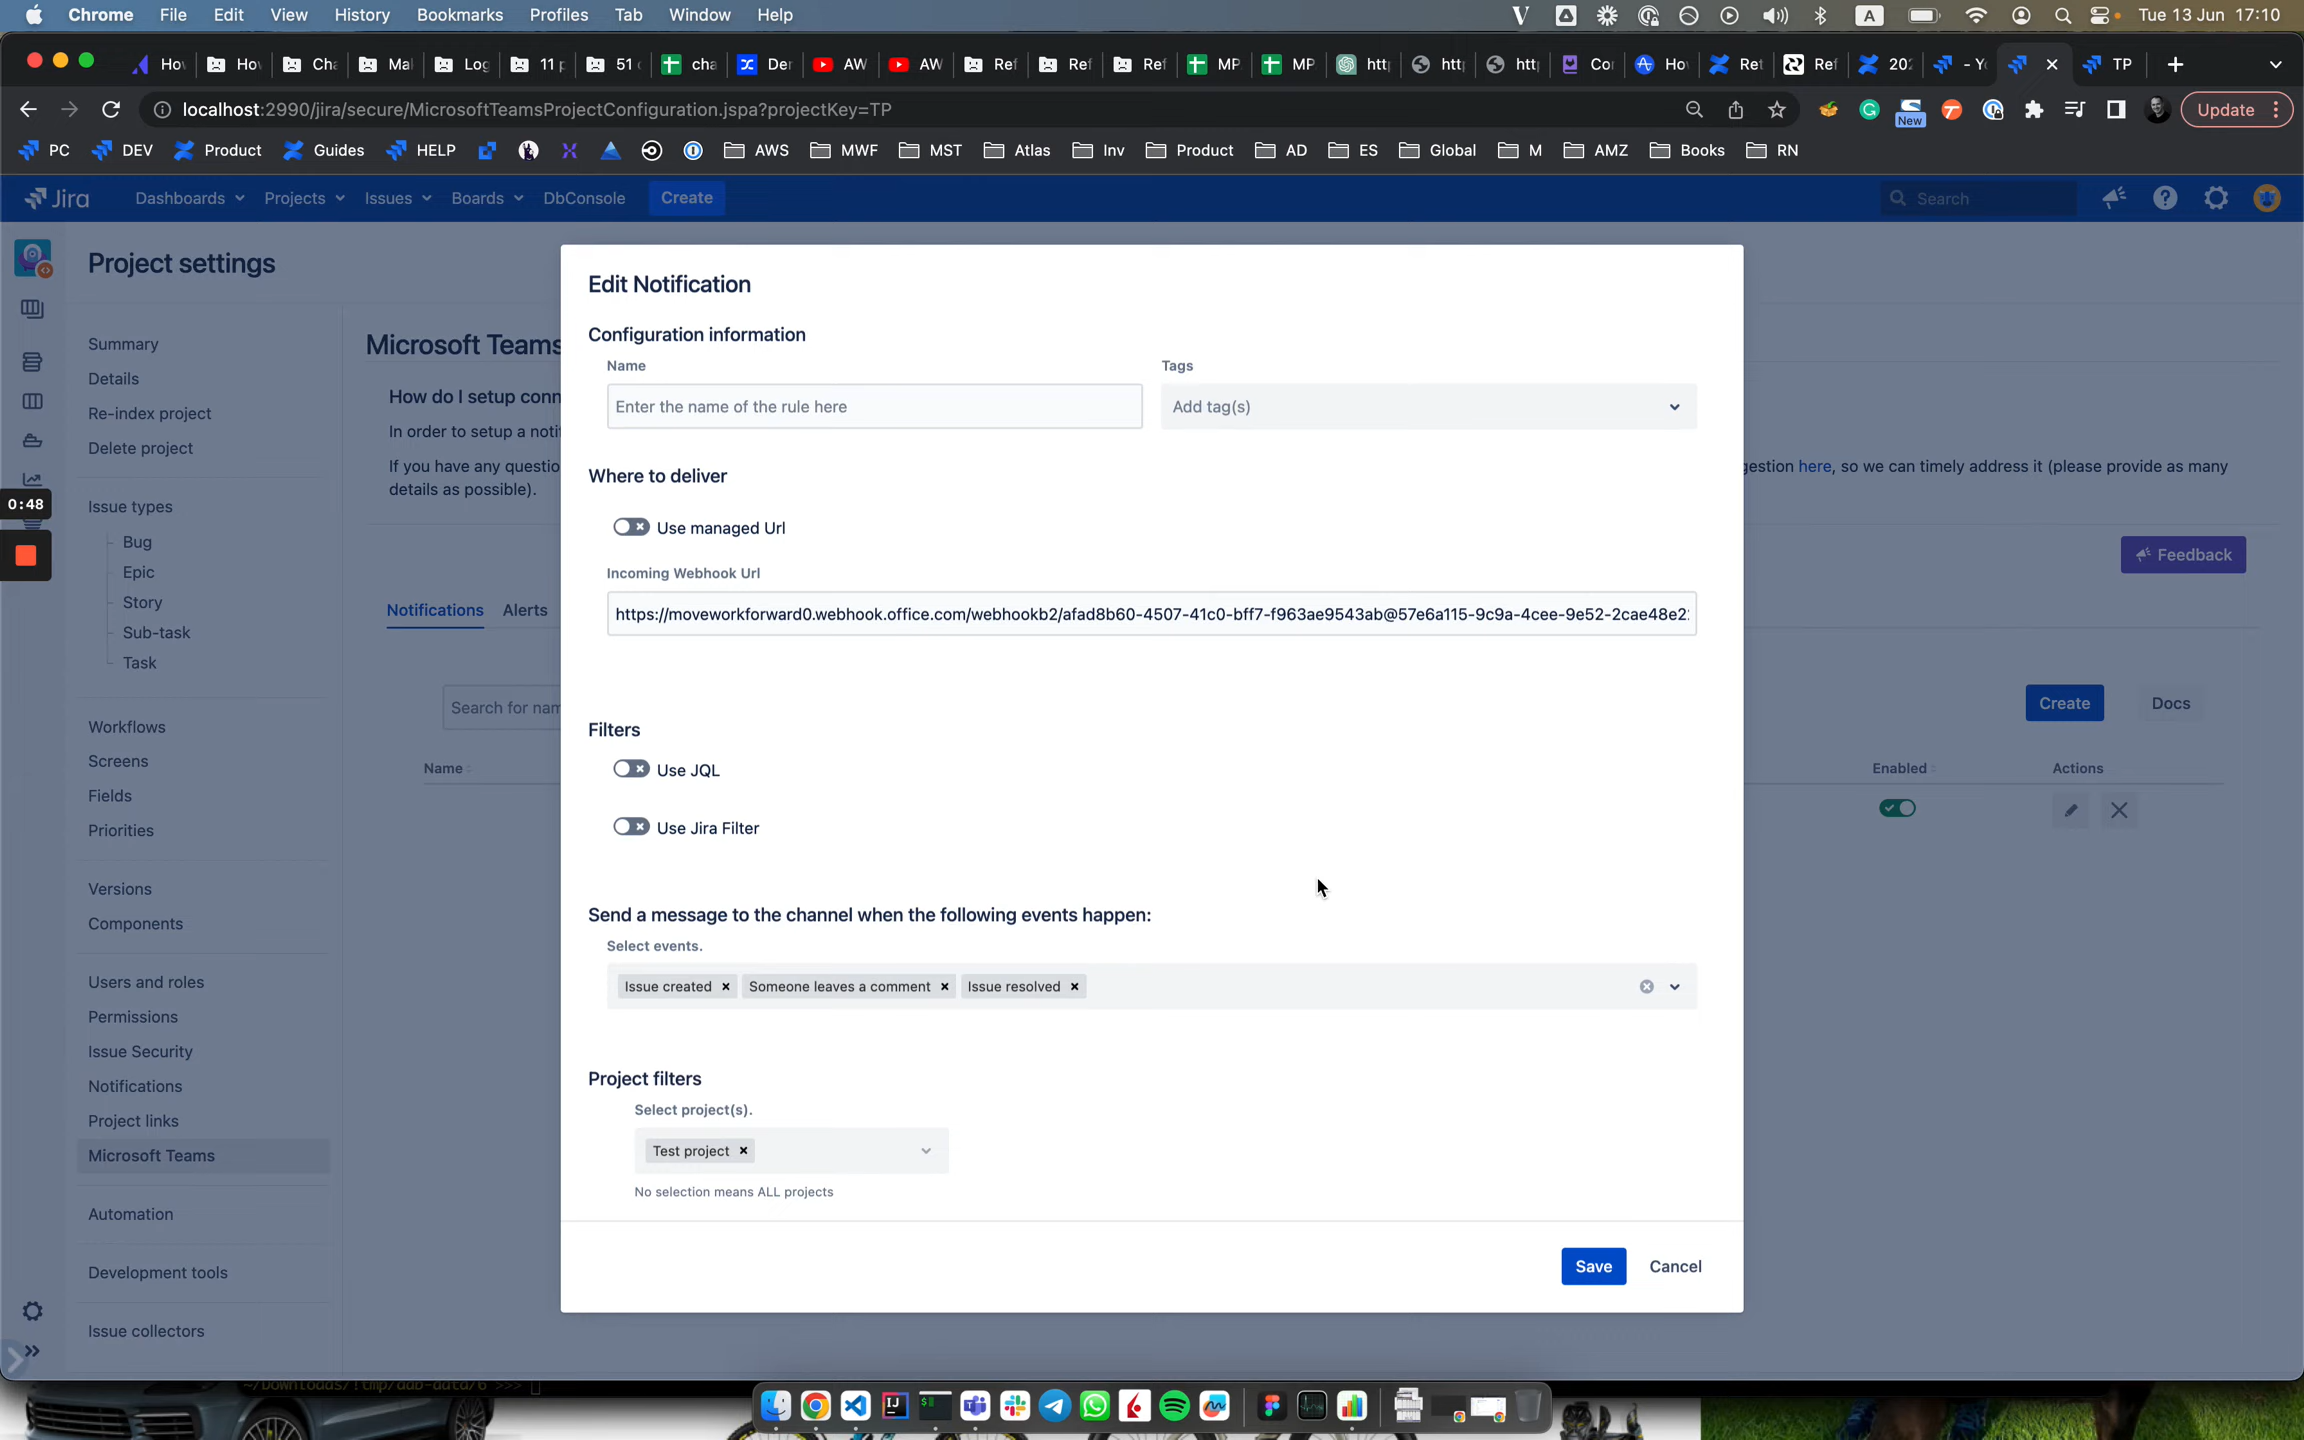 Chrome File Edit View History Bookmarks Profiles Tab Window Help
A
Tue 13 Jun 17:10
Ho
Ho
Cha
Ma
Log
11 p
51
cha
Der
AW
AW
Ref
Ref
Ref
MP
MP
htt
htt
htt
Co
Ho
Ret
Ref
202
- Y
TP
localhost:2990/jira/secure/MicrosoftTeamsProjectConfiguration.jspa?projectKey=TP
New
Update
PC DEV Product Guides HELP AWS MWF MST Atlas Inv Product AD ES Global M AMZ Books RN
Jira Dashboards Projects Issues Boards DbConsole Create Search
Project settings
Summary
Details
Re-index project
Delete project
0:48
Issue types
Bug
Epic
Story
Sub-task
Task
Workflows
Screens
Fields
Priorities
Versions
Components
Users and roles
Permissions
Issue Security
Notifications
Project links
Microsoft Teams
Automation
Development tools
Issue collectors
Microsoft Teams
How do I setup conn
In order to setup a noti
If you have any questio
gestion here, so we can timely address it (please provide as many
details as possible).
Feedback
Notifications Alerts
Search for nam
Create Docs
Name Enabled Actions
Edit Notification
Configuration information
Name Tags
Enter the name of the rule here Add tag(s)
Where to deliver
Use managed Url
Incoming Webhook Url
https://moveworkforward0.webhook.office.com/webhookb2/afad8b60-4507-41c0-bff7-f963ae9543ab@57e6a115-9c9a-4cee-9e52-2cae48e2
Filters
Use JQL
Use Jira Filter
Send a message to the channel when the following events happen:
Select events.
Issue created Someone leaves a comment Issue resolved
Project filters
Select project(s).
Test project
No selection means ALL projects
Save Cancel
~/Downloads/!tmp/ddb-data/6 >>>